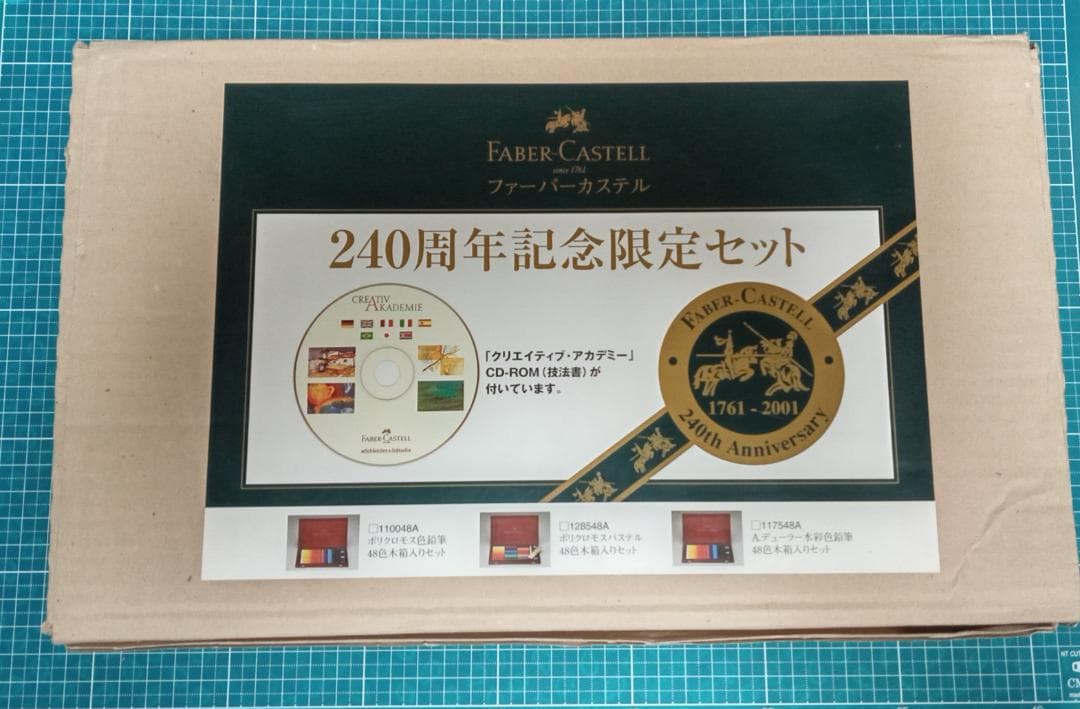 FABER-CASTELL
since 1761
ファーバーカステル
240周年記念限定セット
CREATIV
AKADEMIE
FABER-CASTELL
「クリエイティブ・アカデミー」
CD-ROM（技法書）が
付いています。
FABER-CASTELL
1761 - 2001
240th Anniversary
□110048A
ポリクロモス色鉛筆
48色木箱入りセット
□128548A
ポリクロモスパステル
48色木箱入りセット
□117548A
A.デューラー水彩色鉛筆
48色木箱入りセット